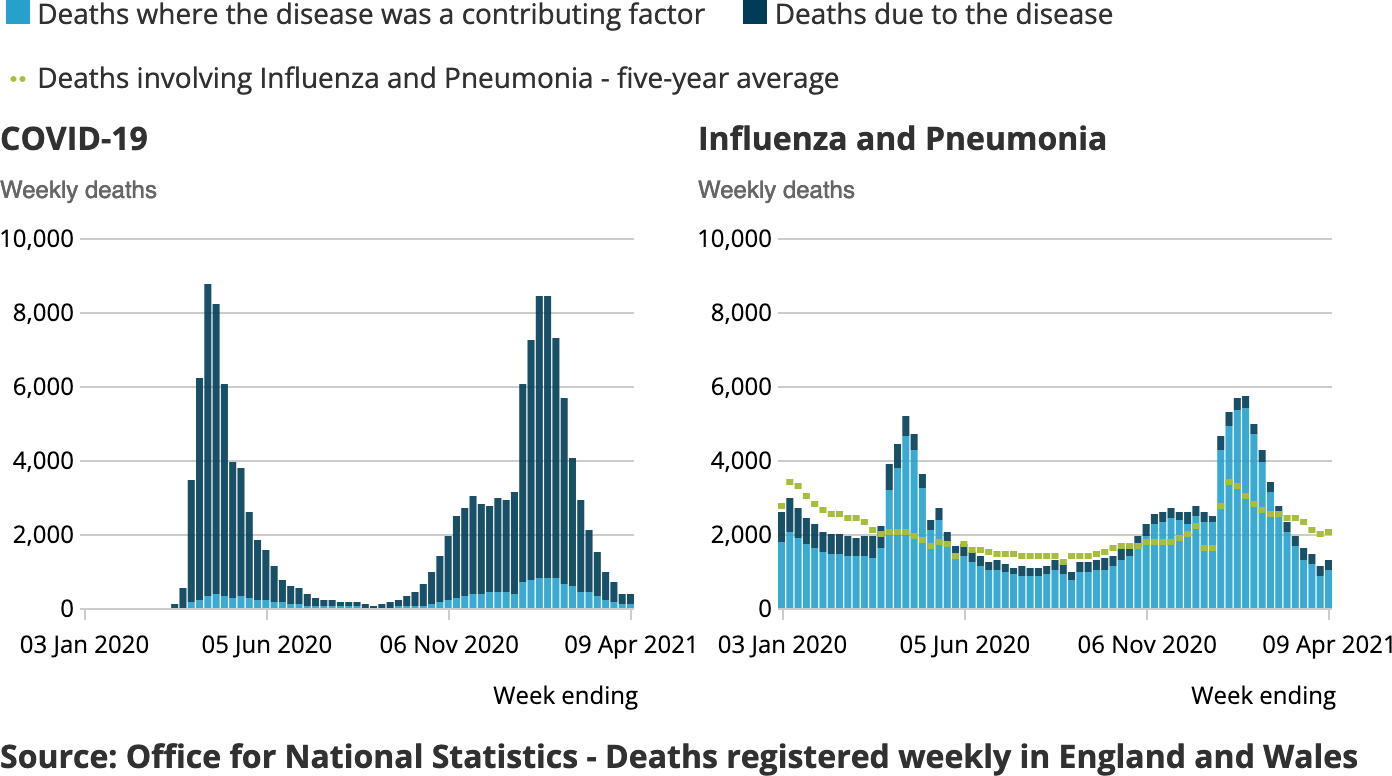 Deaths where the disease was a contributing factor Deaths due to the disease
Deaths involving Influenza and Pneumonia - five-year average
COVID-19
Weekly deaths
10,000
8,000
6,000
4,000
2,000
0
03 Jan 2020 05 Jun 2020 06 Nov 2020 09 Apr 2021
Week ending
Influenza and Pneumonia
Weekly deaths
10,000
8,000
6,000
4,000
2,000
0
03 Jan 2020 05 Jun 2020 06 Nov 2020 09 Apr 2021
Week ending
Source: Office for National Statistics - Deaths registered weekly in England and Wales